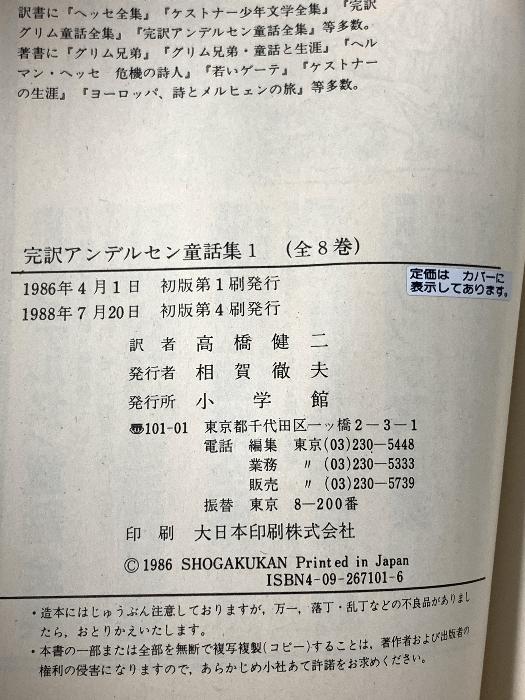 訳書に『ヘッセ全集』『ケストナー少年文学全集』『完訳
グリム童話全集』『完訳アンデルセン童話全集』等多数。
著書に『グリム兄弟』『グリム兄弟・童話と生涯』『ヘル
マン・ヘッセ　危機の詩人』『若いゲーテ』『ケストナー
の生涯』『ヨーロッパ、詩とメルヒェンの旅』等多数。
完訳アンデルセン童話集1　(全8巻)
定価は　カバーに
表示してあります。
1986年4月1日　初版第1刷発行
1988年7月20日　初版第4刷発行
訳者　高橋健二
発行者　相賀徹夫
発行所　小学館
〠101-01　東京都千代田区一ッ橋2－3－1
電話　編集　東京(03)230－5448
業務　〃　(03)230－5333
販売　〃　(03)230－5739
振替　東京　8－200番
印刷　大日本印刷株式会社
©1986 SHOGAKUKAN Printed in Japan
ISBN4-09-267101-6
・造本にはじゅうぶん注意しておりますが，万一，落丁・乱丁などの不良品がありまし
たら，おとりかえいたします。
・本書の一部または全部を無断で複写複製(コピー)することは，著作者および出版者の
権利の侵害になりますので，あらかじめ小社あて許諾をお求めください。